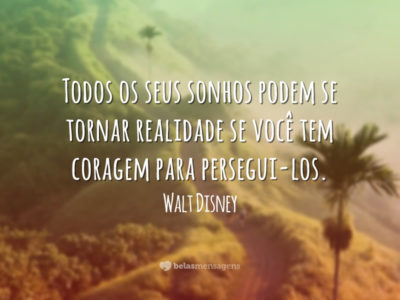 Todos os seus sonhos podem se
tornar realidade se você tem
coragem para persegui-los.
Walt Disney
belasmensagens